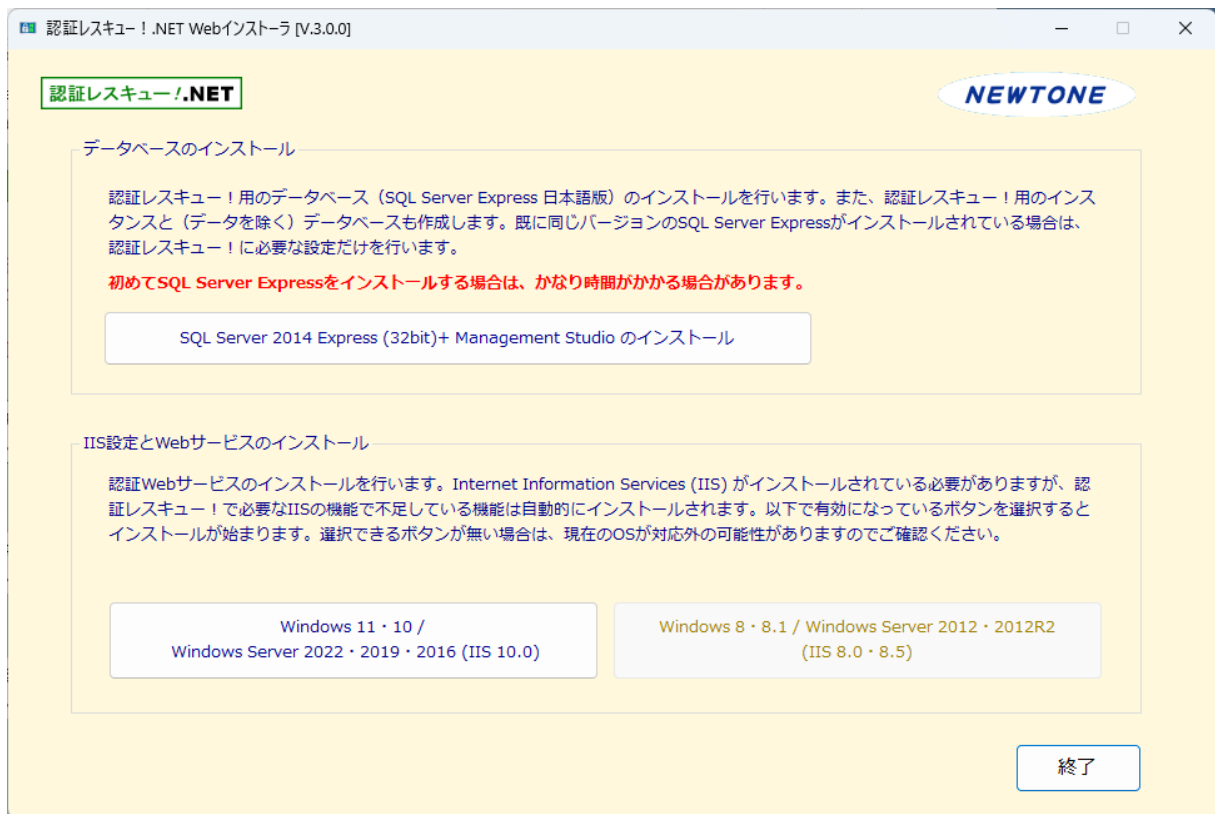 認証レスキュー！.NET Webインストーラ [V.3.0.0]
認証レスキュー！.NET
NEWTONE
データベースのインストール
認証レスキュー！用のデータベース（SQL Server Express 日本語版）のインストールを行います。また、認証レスキュー！用のインス
タンスと（データを除く）データベースも作成します。既に同じバージョンのSQL Server Expressがインストールされている場合は、
認証レスキュー！に必要な設定だけを行います。
初めてSQL Server Expressをインストールする場合は、かなり時間がかかる場合があります。
SQL Server 2014 Express (32bit)+ Management Studio のインストール
IIS設定とWebサービスのインストール
認証Webサービスのインストールを行います。Internet Information Services (IIS) がインストールされている必要がありますが、認
証レスキュー！で必要なIISの機能で不足している機能は自動的にインストールされます。以下で有効になっているボタンを選択すると
インストールが始まります。選択できるボタンが無い場合は、現在のOSが対応外の可能性がありますのでご確認ください。
Windows 11・10 /
Windows Server 2022・2019・2016 (IIS 10.0)
Windows 8・8.1 / Windows Server 2012・2012R2
(IIS 8.0・8.5)
終了